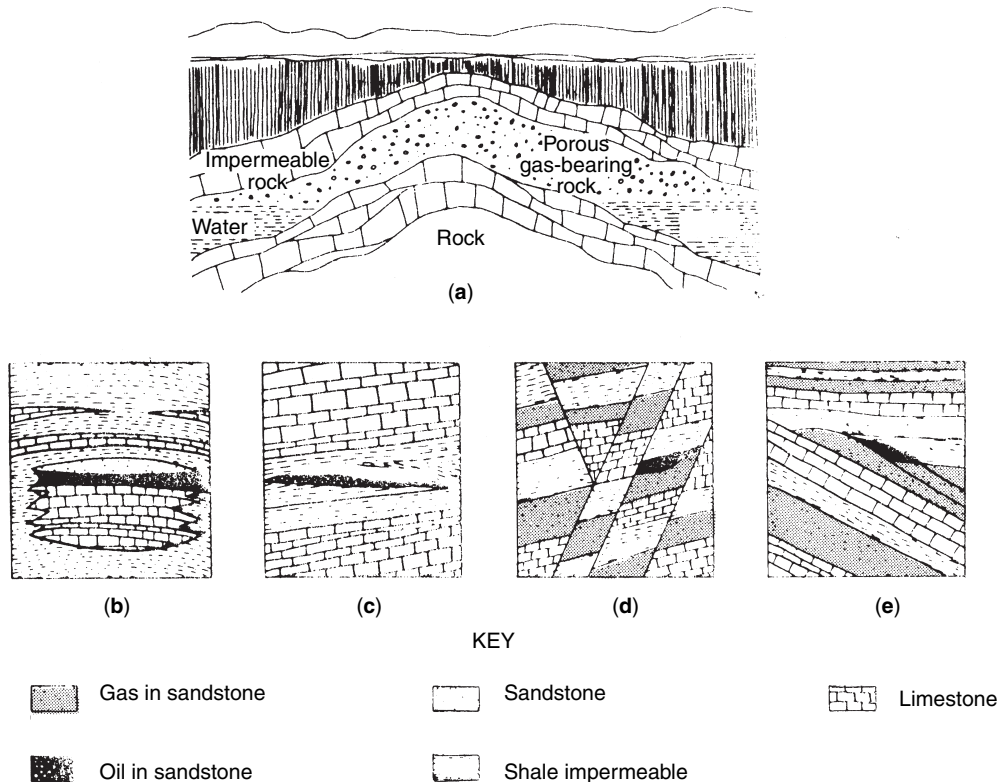 Impermeable
rock
Porous
gas-bearing
rock
Water
Rock
(a)
(b)
(c)
(d)
(e)
KEY
Gas in sandstone
Sandstone
Limestone
Oil in sandstone
Shale impermeable